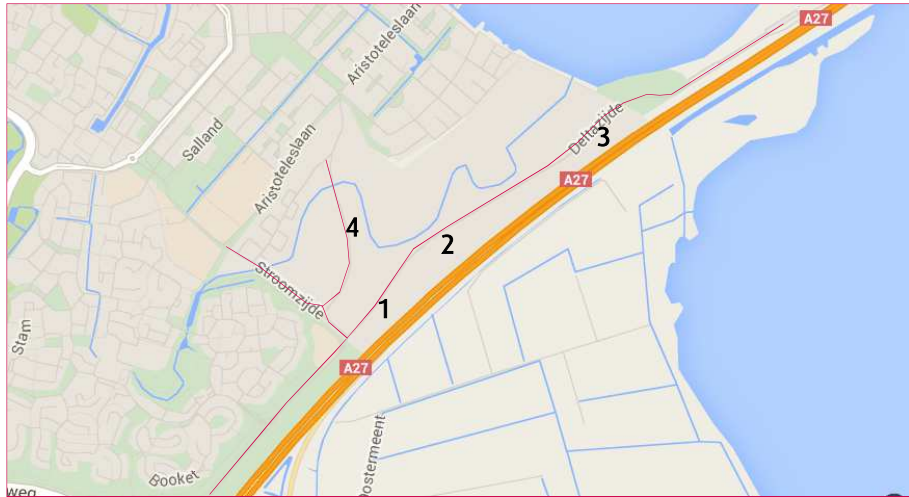 A27
Aristoteleslaan
Deltazijde
3
Salland
Aristoteleslaan
A27
4
2
Stroomzijde
1
Stam
A27
Oostermeent
Booket
weg